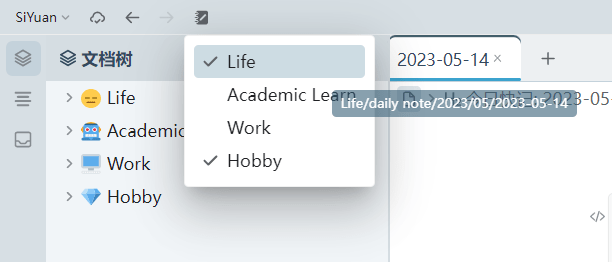 SiYuan
文档树
2023-05-14
Life
Life
Academic Learn
Life/daily note/2023/05/2023-05-14
Life
Academic
Work
Work
Hobby
Hobby